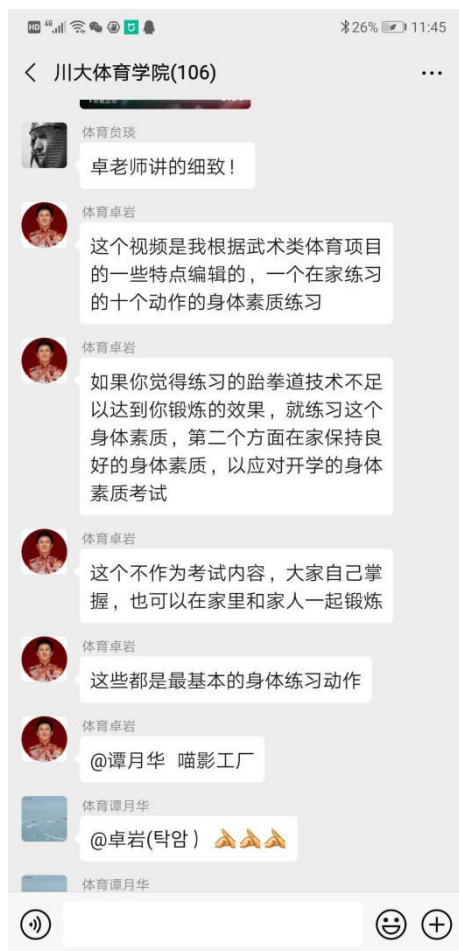 HD 46
26% 11:45
川大体育学院(106)
体育贠琰
卓老师讲的细致！
体育卓岩
这个视频是我根据武术类体育项目
的一些特点编辑的，一个在家练习
的十个动作的身体素质练习
体育卓岩
如果你觉得练习的跆拳道技术不足
以达到你锻炼的效果，就练习这个
身体素质，第二个方面在家保持良
好的身体素质，以应对开学的身体
素质考试
体育卓岩
这个不作为考试内容，大家自己掌
握，也可以在家里和家人一起锻炼
体育卓岩
这些都是最基本的身体练习动作
体育卓岩
@谭月华 喵影工厂
体育谭月华
@卓岩(탁암)
体育谭月华